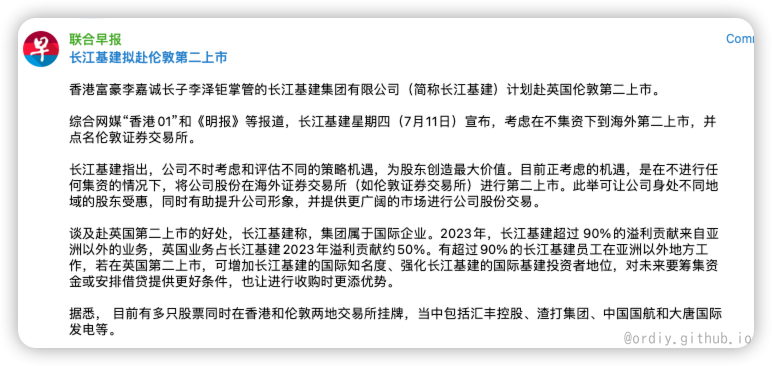 早
联合早报
Comm
长江基建拟赴伦敦第二上市
香港富豪李嘉诚长子李泽钜掌管的长江基建集团有限公司（简称长江基建）计划赴英国伦敦第二上市。
综合网媒“香港01”和《明报》等报道，长江基建星期四（7月11日）宣布，考虑在不集资下到海外第二上市，并
点名伦敦证券交易所。
长江基建指出，公司不时考虑和评估不同的策略机遇，为股东创造最大价值。目前正考虑的机遇，是在不进行任
何集资的情况下，将公司股份在海外证券交易所（如伦敦证券交易所）进行第二上市。此举可让公司身处不同地
域的股东受惠，同时有助提升公司形象，并提供更广阔的市场进行公司股份交易。
谈及赴英国第二上市的好处，长江基建称，集团属于国际企业。2023年，长江基建超过 90%的溢利贡献来自亚
洲以外的业务，英国业务占长江基建2023年溢利贡献约50%。有超过90%的长江基建员工在亚洲以外地方工
作，若在英国第二上市，可增加长江基建的国际知名度、强化长江基建的国际基建投资者地位，对未来要筹集资
金或安排借贷提供更好条件，也让进行收购时更添优势。
据悉， 目前有多只股票同时在香港和伦敦两地交易所挂牌，当中包括汇丰控股、渣打集团、中国国航和大唐国际
发电等。
@ordiy.github.io